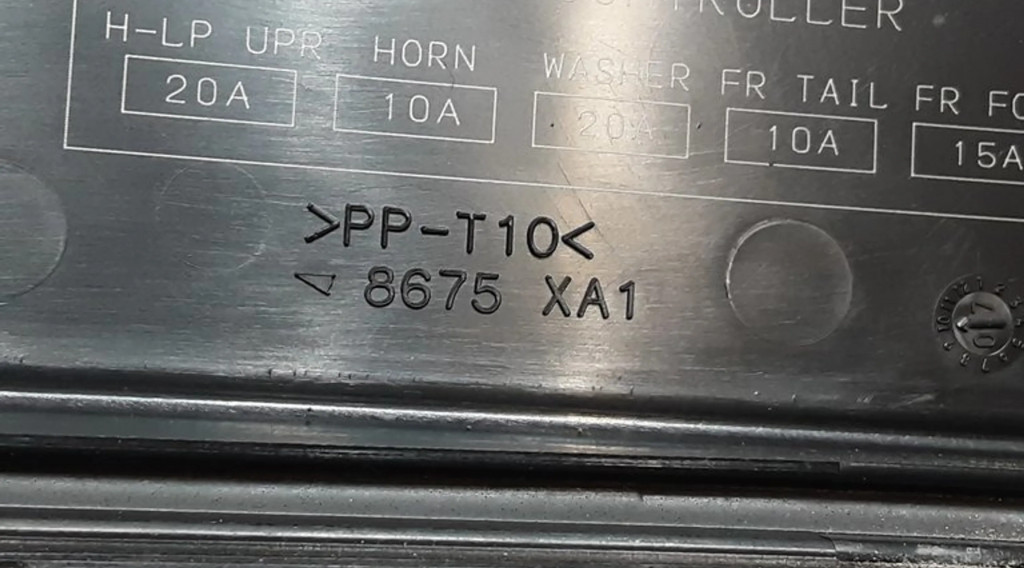 H-LP UPR HORN WASHER FR TAIL FR
20A 10A 20A 10A 15A
>PP-T10<
8675 XA1